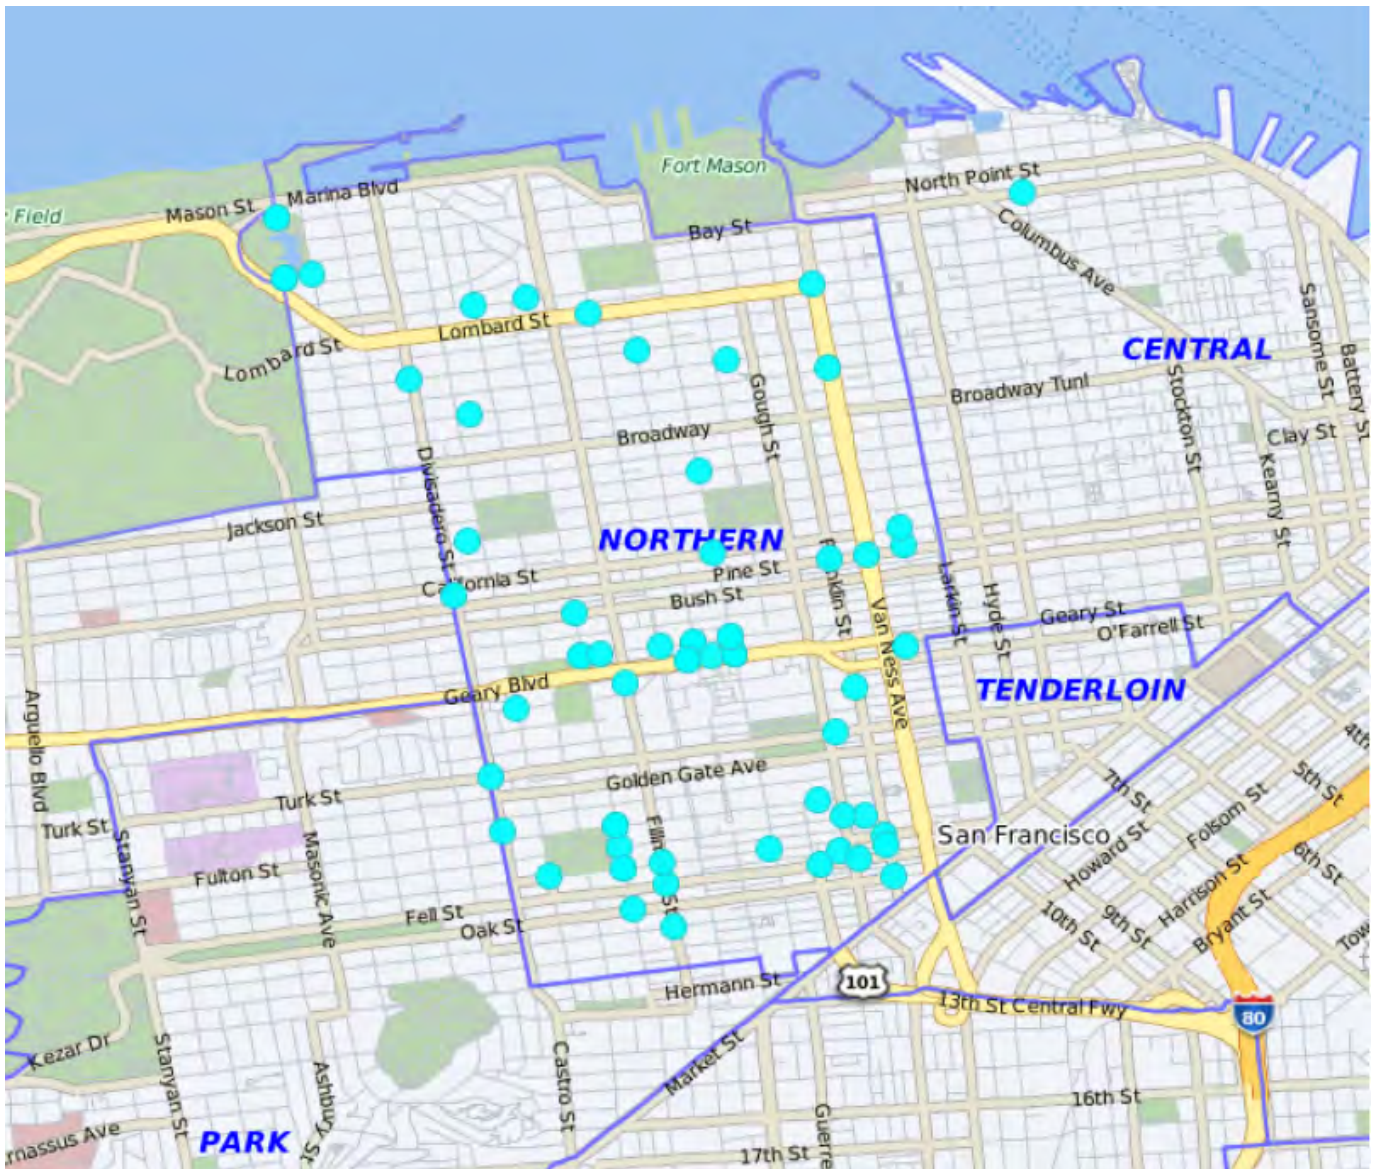 Fort Mason
North Point St
Marina Blvd
Mason St
Field
Bay St
Columbus Ave
Sansome St
Lombard St
CENTRAL
Lombard St
Battery St
Stockton St
Broadway Tunl
Gough St
Broadway
Clay St
Kearny St
Divisadero St
Jackson St
NORTHERN
Pine St
California St
Bush St
Franklin St
Larkin St
Hyde St
Van Ness Ave
Geary St
O'Farrell St
TENDERLOIN
Geary Blvd
Arguello Blvd
4th
5th St
Golden Gate Ave
7th St
Turk St
Folsom St
Turk St
San Francisco
Howard St
6th St
Stanyan St
Masonic Ave
Fulton St
Harrison St
Fell St
Oak St
10th St
9th St
Bryant St
Hermann St
101
13th St Central Fwy
80
Kezar Dr
Stanyan St
Ashbury St
Castro St
Market St
16th St
Guerre
rnassus Ave
PARK
17th St